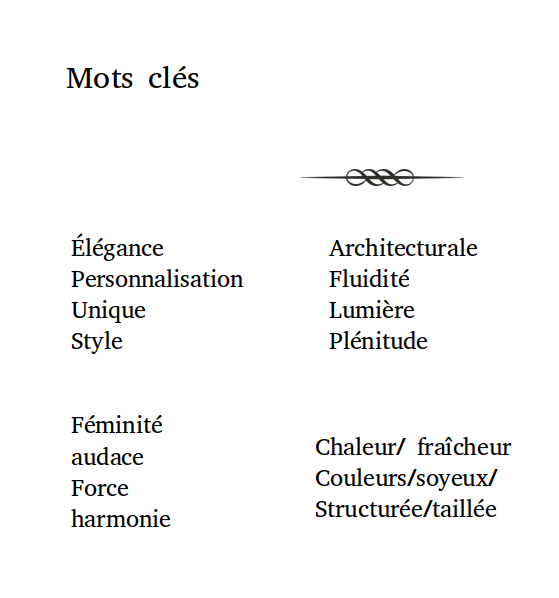 Mots clés
Élégance
Personnalisation
Unique
Style
Architecturale
Fluidité
Lumière
Plénitude
Féminité
audace
Force
harmonie
Chaleur/ fraîcheur
Couleurs/soyeux/
Structurée/taillée